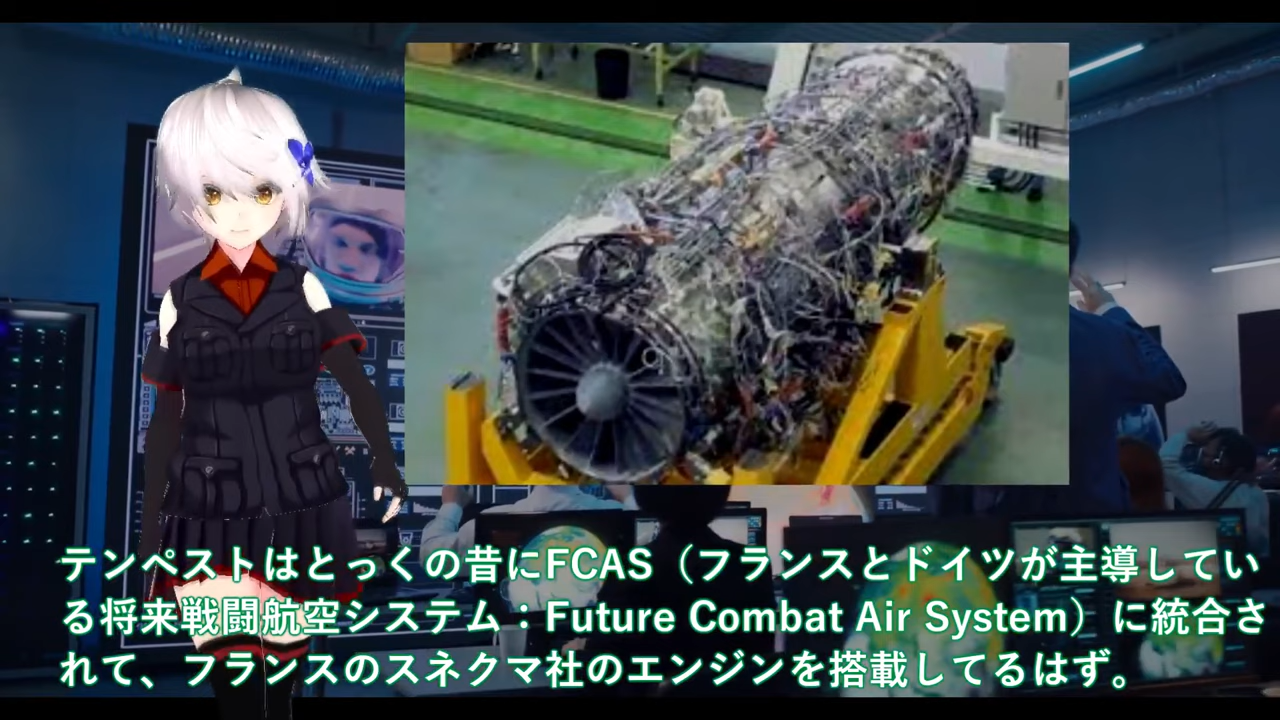 テンペストはとっくの昔にFCAS（フランスとドイツが主導してい
る将来戦闘航空システム：Future Combat Air System）に統合さ
れて、フランスのスネクマ社のエンジンを搭載してるはず。